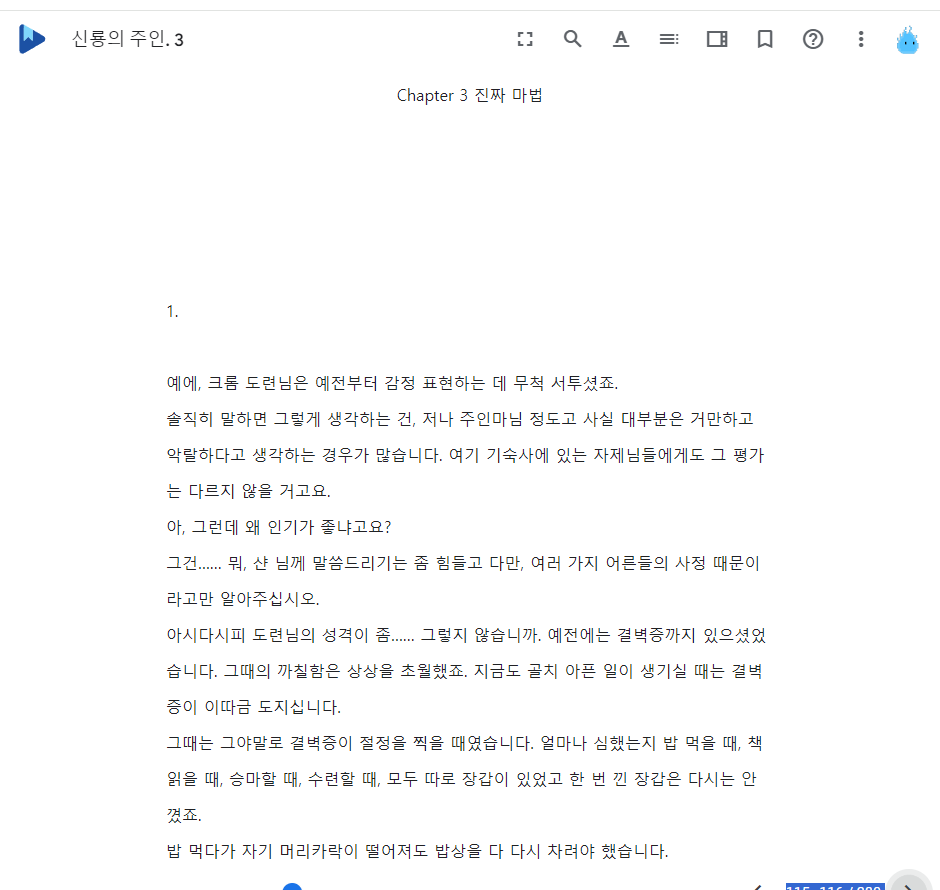 신룡의 주인. 3
Chapter 3 진짜 마법
1.
예에, 크롬 도련님은 예전부터 감정 표현하는 데 무척 서투셨죠.
솔직히 말하면 그렇게 생각하는 건, 저나 주인마님 정도고 사실 대부분은 거만하고
악랄하다고 생각하는 경우가 많습니다. 여기 기숙사에 있는 자제님들에게도 그 평가
는 다르지 않을 거고요.
아, 그런데 왜 인기가 좋냐고요?
그건...... 뭐, 샨 님께 말씀드리기는 좀 힘들고 다만, 여러 가지 어른들의 사정 때문이
라고만 알아주십시오.
아시다시피 도련님의 성격이 좀...... 그렇지 않습니까. 예전에는 결벽증까지 있으셨었
습니다. 그때의 까칠함은 상상을 초월했죠. 지금도 골치 아픈 일이 생기실 때는 결벽
증이 이따금 도지십니다.
그때는 그야말로 결벽증이 절정을 찍을 때였습니다. 얼마나 심했는지 밥 먹을 때, 책
읽을 때, 승마할 때, 수련할 때, 모두 따로 장갑이 있었고 한 번 낀 장갑은 다시는 안
꼈죠.
밥 먹다가 자기 머리카락이 떨어져도 밥상을 다 다시 차려야 했습니다.